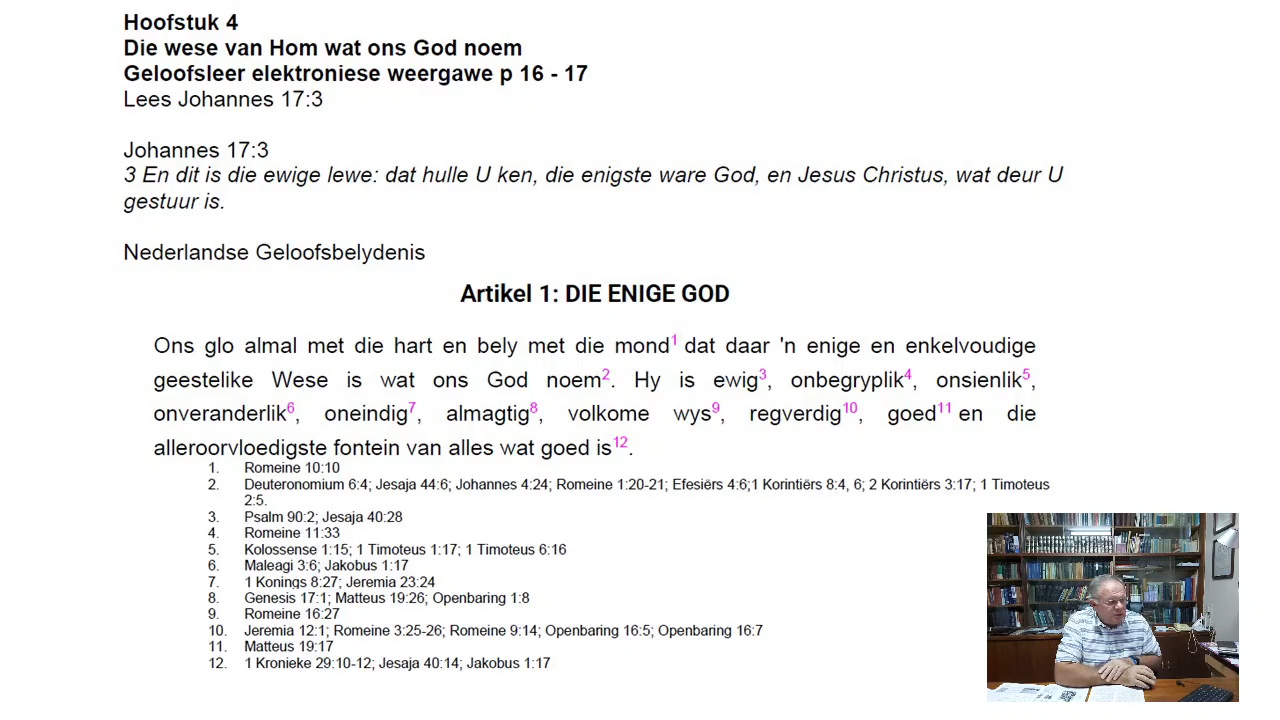 Hoofstuk 4
Die wese van Hom wat ons God noem
Geloofsleer elektroniese weergawe p 16 - 17
Lees Johannes 17:3
Johannes 17:3
3 En dit is die ewige lewe: dat hulle U ken, die enigste ware God, en Jesus Christus, wat deur U
gestuur is.
Nederlandse Geloofsbelydenis
Artikel 1: DIE ENIGE GOD
Ons glo almal met die hart en bely met die mond1 dat daar 'n enige en enkelvoudige
geestelike Wese is wat ons God noem2. Hy is ewig3, onbegryplik4, onsienlik5,
onveranderlik6, oneindig7, almagtig8, volkome wys9, regverdig10, goed11 en die
alleroorvloedigste fontein van alles wat goed is12.
1. Romeine 10:10
2. Deuteronomium 6:4; Jesaja 44:6; Johannes 4:24; Romeine 1:20-21; Efesiërs 4:6;1 Korintiërs 8:4, 6; 2 Korintiërs 3:17; 1 Timoteus
2:5.
3. Psalm 90:2; Jesaja 40:28
4. Romeine 11:33
5. Kolossense 1:15; 1 Timoteus 1:17; 1 Timoteus 6:16
6. Maleagi 3:6; Jakobus 1:17
7. 1 Konings 8:27; Jeremia 23:24
8. Genesis 17:1; Matteus 19:26; Openbaring 1:8
9. Romeine 16:27
10. Jeremia 12:1; Romeine 3:25-26; Romeine 9:14; Openbaring 16:5; Openbaring 16:7
11. Matteus 19:17
12. 1 Kronieke 29:10-12; Jesaja 40:14; Jakobus 1:17